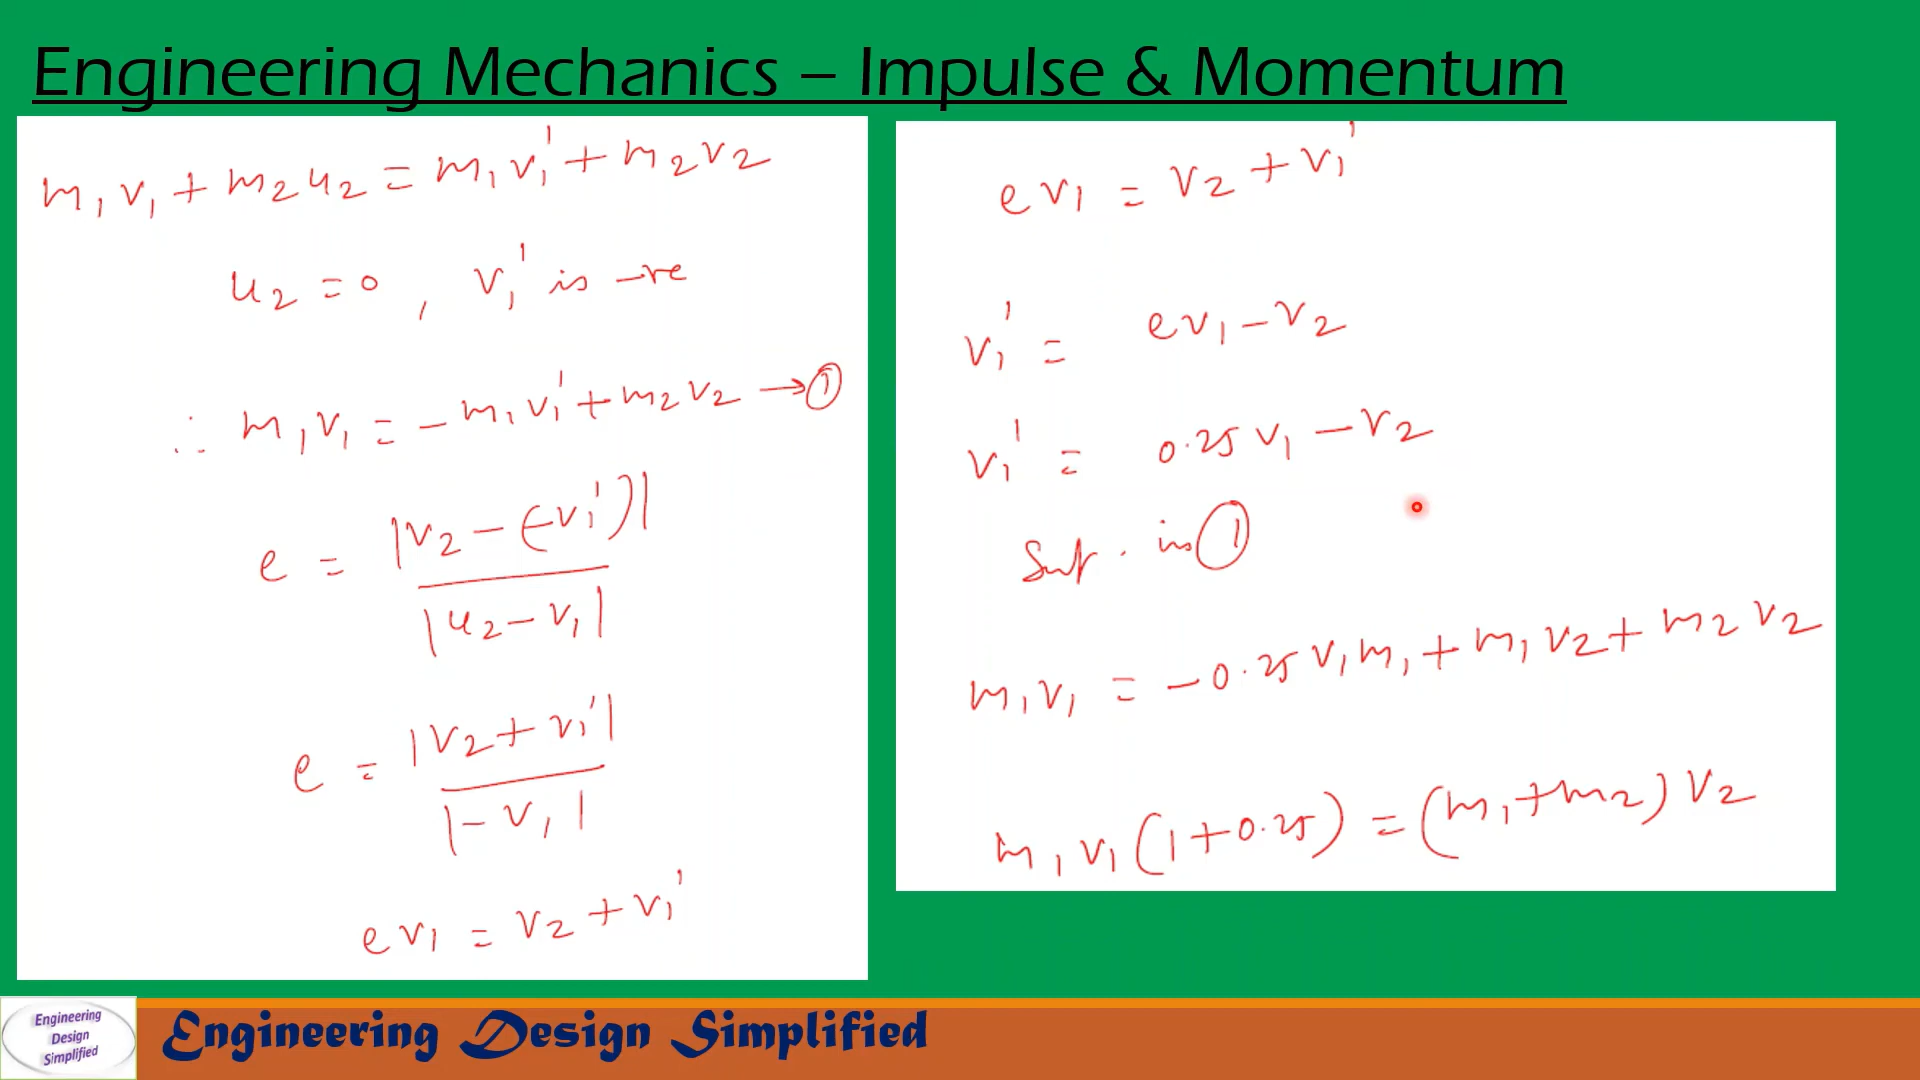 Engineering Mechanics – Impulse & Momentum
m₁v₁ + m₂u₂ = m₁v₁' + m₂v₂
u₂ = 0, v₁' is -ve
∴ m₁v₁ = - m₁v₁' + m₂v₂ → ①
e = |v₂ - (-v₁')| / |u₂ - v₁|
e = |v₂ + v₁'| / |-v₁|
ev₁ = v₂ + v₁'
ev₁ = v₂ + v₁'
v₁' = ev₁ - v₂
v₁' = 0.25 v₁ - v₂
Sub. in ①
m₁v₁ = -0.25 v₁m₁ + m₁v₂ + m₂v₂
m₁v₁(1+0.25) = (m₁+m₂) v₂
Engineering
Design
Simplified
Engineering Design Simplified